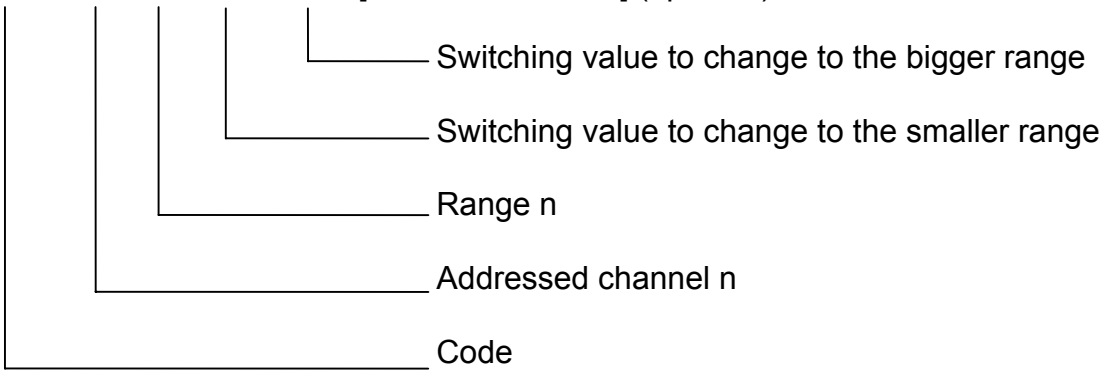 Switching value to change to the bigger range
Switching value to change to the smaller range
Range n
Addressed channel n
Code